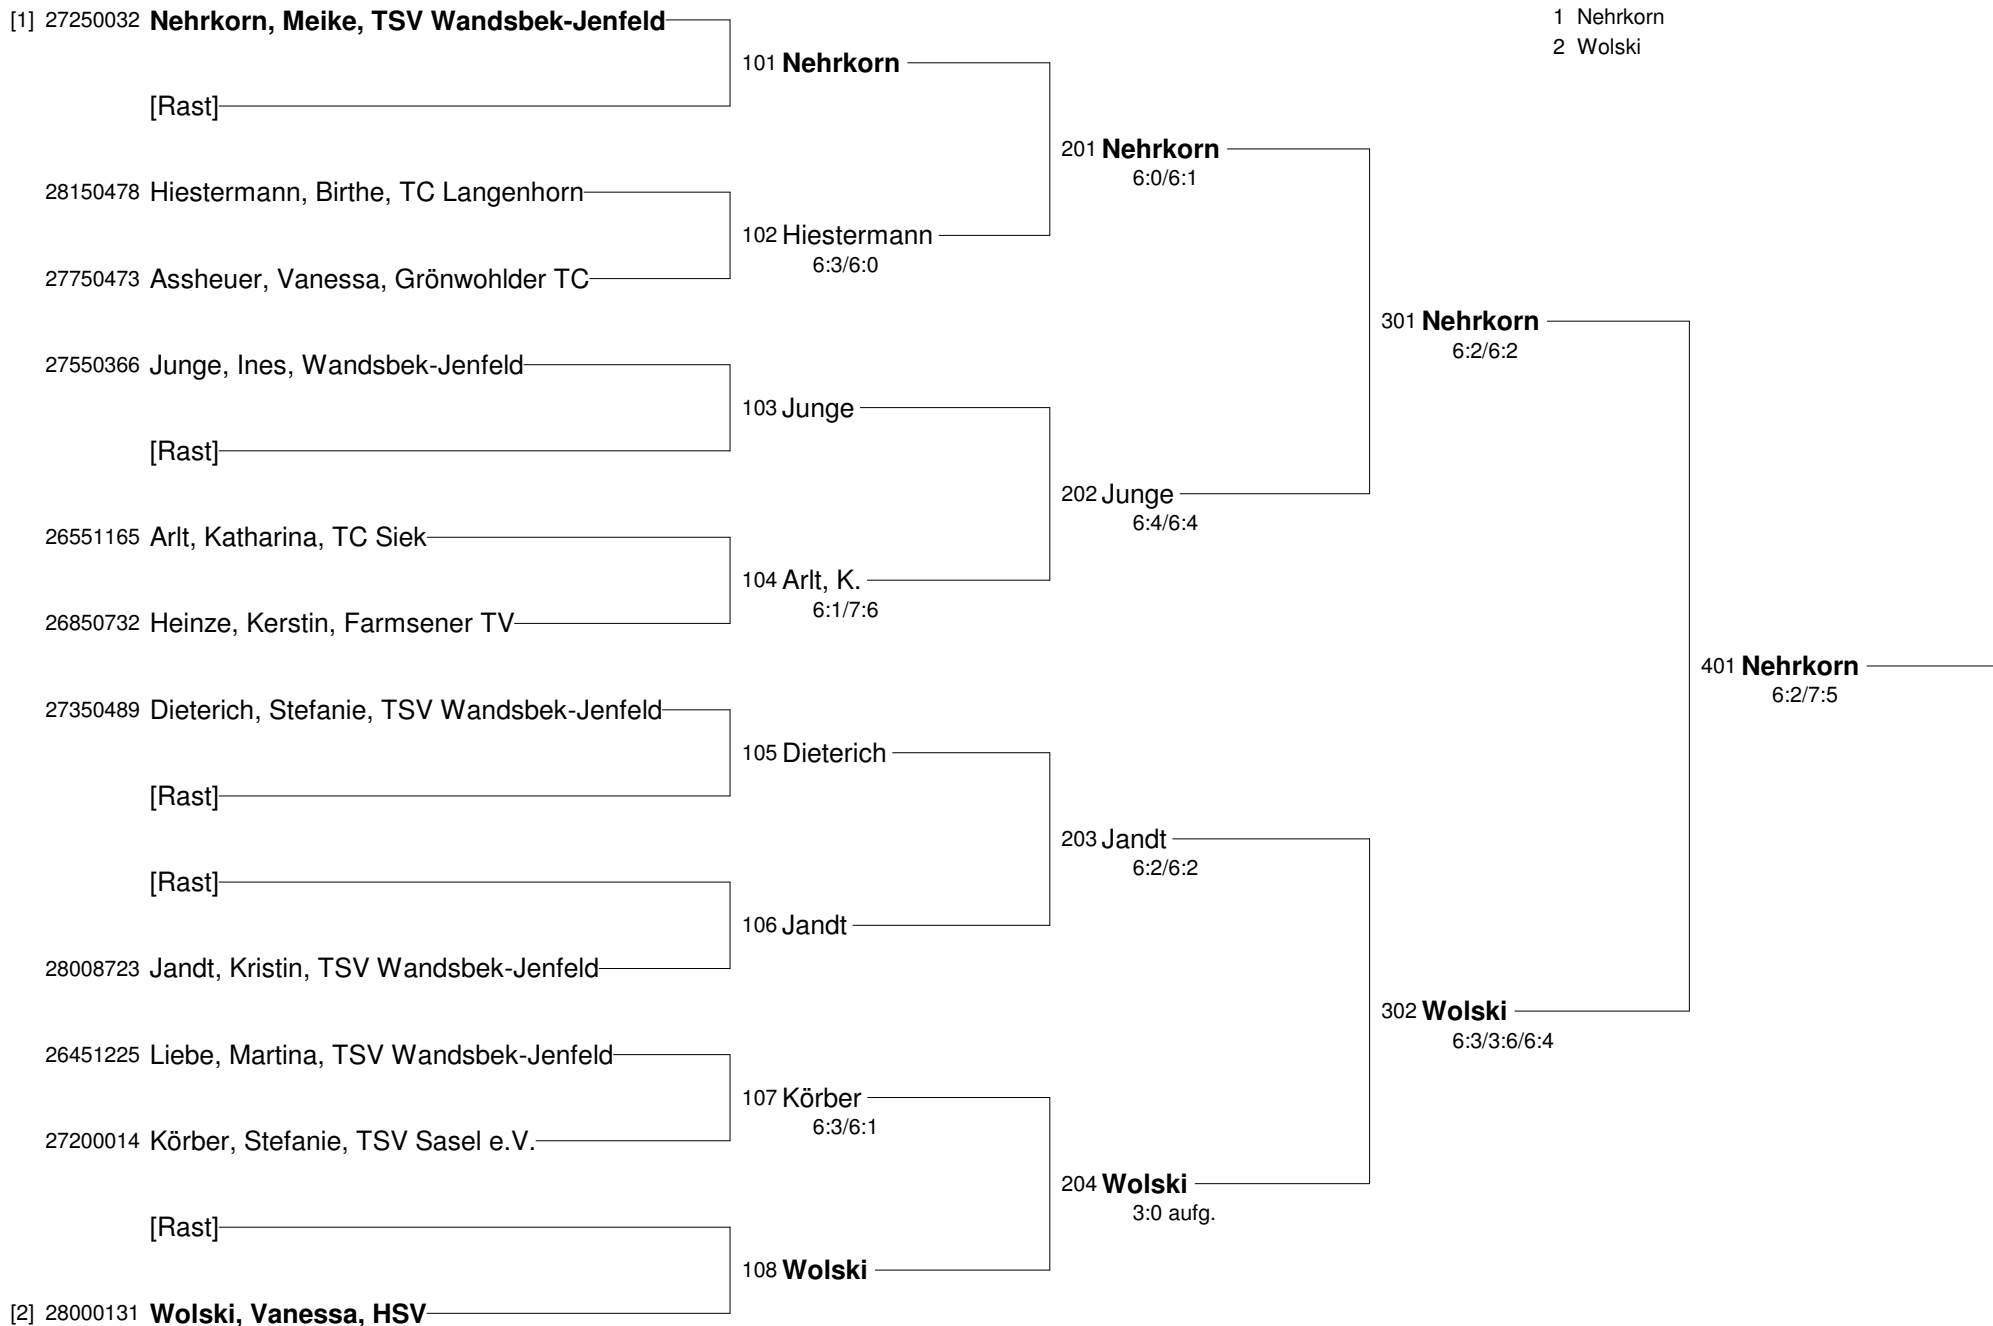 [1] 27250032 Nehrkorn, Meike, TSV Wandsbek-Jenfeld
[Rast]
28150478 Hiestermann, Birthe, TC Langenhorn
27750473 Assheuer, Vanessa, Grönwohlder TC
27550366 Junge, Ines, Wandsbek-Jenfeld
[Rast]
26551165 Arlt, Katharina, TC Siek
26850732 Heinze, Kerstin, Farmsener TV
27350489 Dieterich, Stefanie, TSV Wandsbek-Jenfeld
[Rast]
[Rast]
28008723 Jandt, Kristin, TSV Wandsbek-Jenfeld
26451225 Liebe, Martina, TSV Wandsbek-Jenfeld
27200014 Körber, Stefanie, TSV Sasel e.V.
[Rast]
[2] 28000131 Wolski, Vanessa, HSV
101 Nehrkorn
102 Hiestermann
6:3/6:0
103 Junge
104 Arlt, K.
6:1/7:6
105 Dieterich
106 Jandt
107 Körber
6:3/6:1
108 Wolski
201 Nehrkorn
6:0/6:1
202 Junge
6:4/6:4
203 Jandt
6:2/6:2
204 Wolski
3:0 aufg.
301 Nehrkorn
6:2/6:2
302 Wolski
6:3/3:6/6:4
401 Nehrkorn
6:2/7:5
1 Nehrkorn
2 Wolski